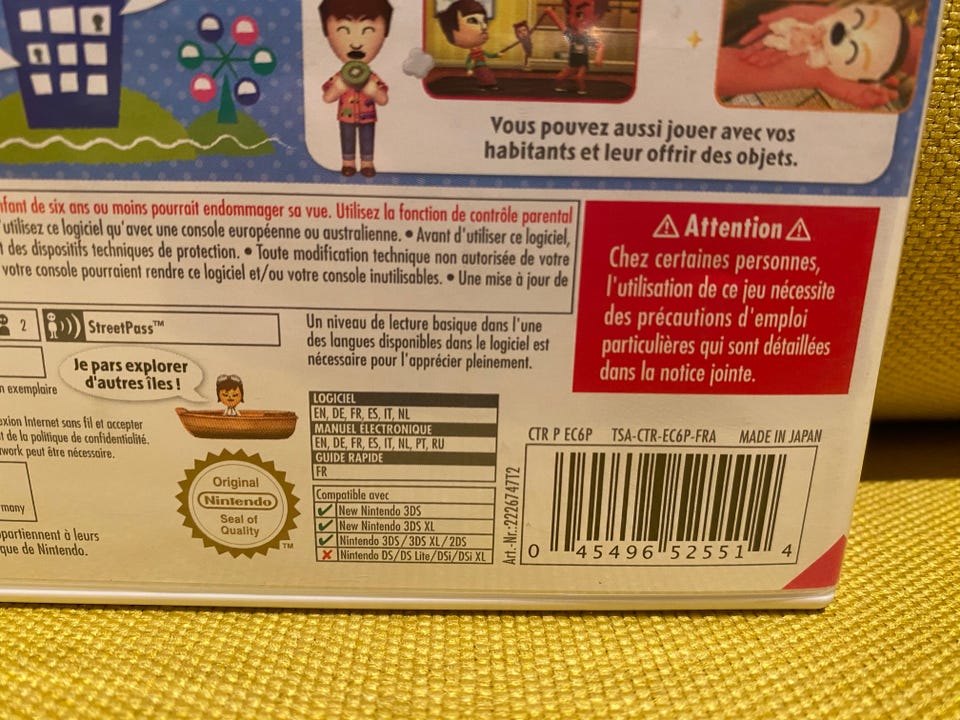 Vous pouvez aussi jouer avec vos
habitants et leur offrir des objets.
nfant de six ans ou moins pourrait endommager sa vue. Utilisez la fonction de contrôle parental
'utilisez ce logiciel qu'avec une console européenne ou australienne. • Avant d'utiliser ce logiciel,
t des dispositifs techniques de protection. • Toute modification technique non autorisée de votre
votre console pourraient rendre ce logiciel et/ou votre console inutilisables. • Une mise à jour de
⚠ Attention ⚠
Chez certaines personnes,
l'utilisation de ce jeu nécessite
des précautions d'emploi
particulières qui sont détaillées
dans la notice jointe.
2
StreetPass™
Un niveau de lecture basique dans l'une
des langues disponibles dans le logiciel est
nécessaire pour l'apprécier pleinement.
Je pars explorer
d'autres îles !
n exemplaire
exion Internet sans fil et accepter
t de la politique de confidentialité.
work peut être nécessaire.
many
partiennent à leurs
que de Nintendo.
Original
Nintendo
Seal of
Quality
™
LOGICIEL
EN, DE, FR, ES, IT, NL
MANUEL ÉLECTRONIQUE
EN, DE, FR, ES, IT, NL, PT, RU
GUIDE RAPIDE
FR
Compatible avec
✓ New Nintendo 3DS
✓ New Nintendo 3DS XL
✓ Nintendo 3DS/3DS XL/2DS
✗ Nintendo DS/DS Lite/DSi/DSi XL
Art.-Nr.:2226747T2
CTR P EC6P TSA-CTR-EC6P-FRA MADE IN JAPAN
0 45496 52551 4